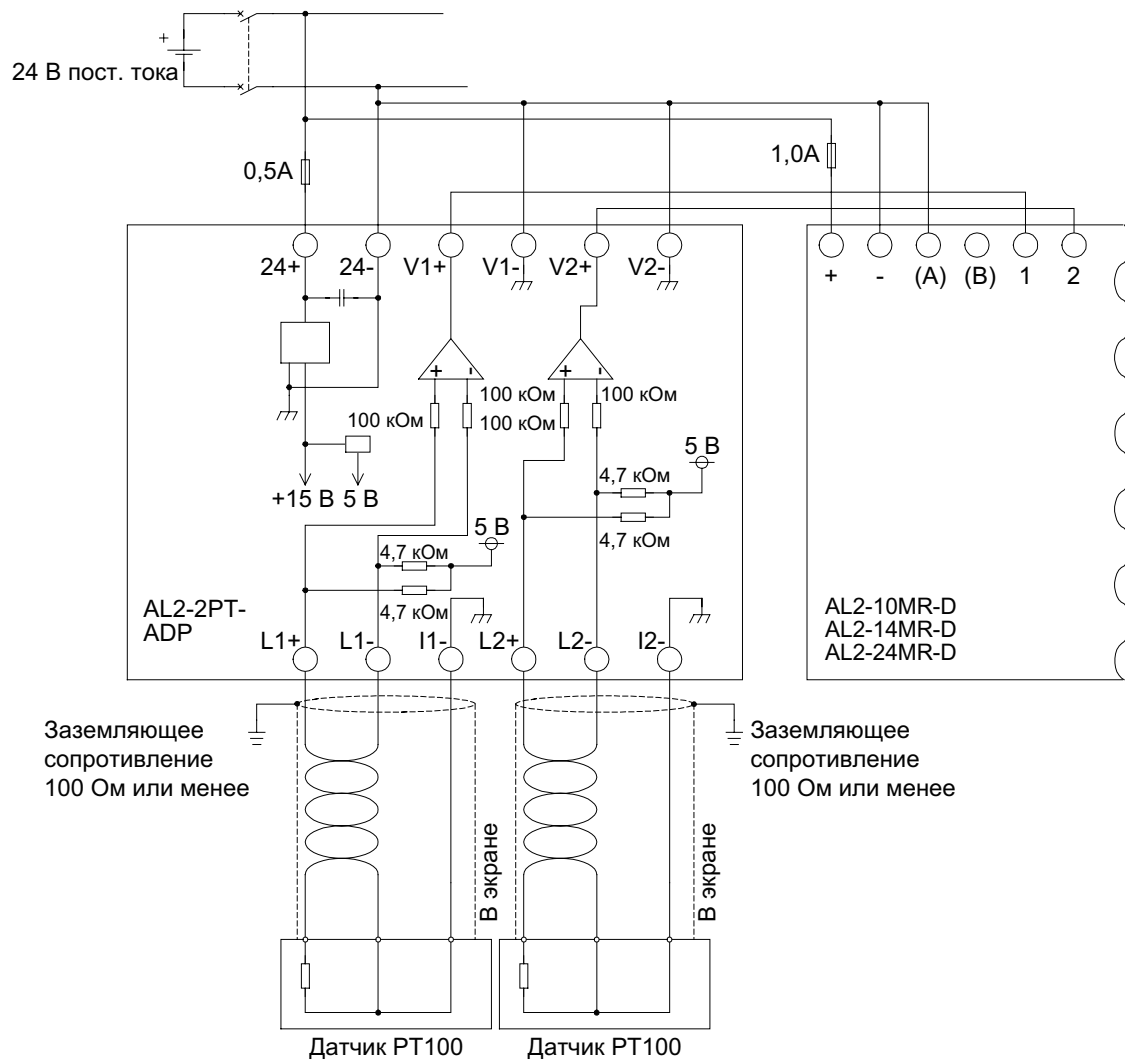 +
24 В пост. тока
0,5A
1,0A
24+ 24- V1+ V1- V2+ V2-
+ - (A) (B) 1 2
+ -
+ -
100 кОм 100 кОм
100 кОм 100 кОм
5 В
4,7 кОм
+15 В 5 В
5 В
4,7 кОм
4,7 кОм
4,7 кОм
AL2-2PT-
ADP
AL2-10MR-D
AL2-14MR-D
AL2-24MR-D
L1+ L1- I1- L2+ L2- I2-
Заземляющее
сопротивление
100 Ом или менее
Заземляющее
сопротивление
100 Ом или менее
В экране
В экране
Датчик PT100
Датчик PT100